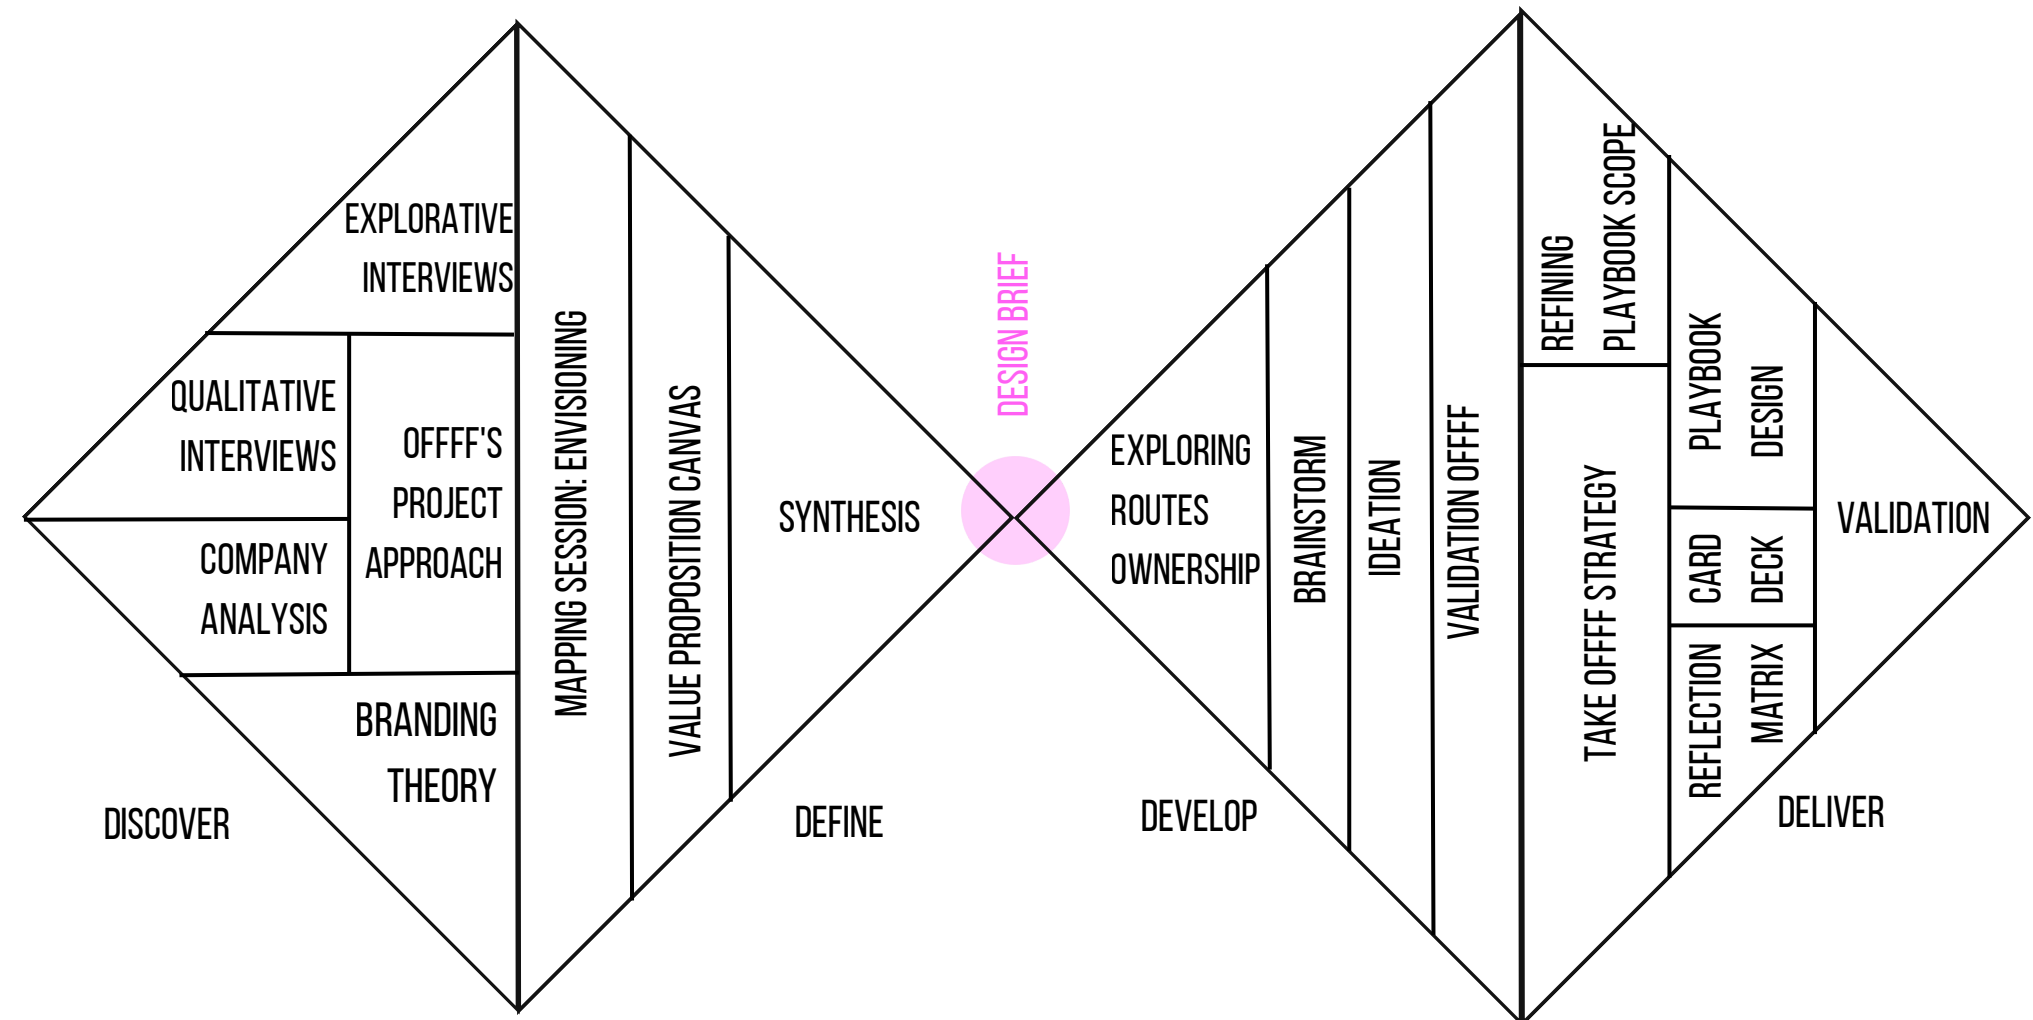 EXPLORATIVE
INTERVIEWS
QUALITATIVE
INTERVIEWS
COMPANY
ANALYSIS
OFFFF'S
PROJECT
APPROACH
BRANDING
THEORY
DISCOVER
MAPPING SESSION: ENVISIONING
VALUE PROPOSITION CANVAS
SYNTHESIS
DEFINE
DESIGN BRIEF
EXPLORING
ROUTES
OWNERSHIP
BRAINSTORM
IDEATION
VALIDATION OFFFF
DEVELOP
REFINING
PLAYBOOK SCOPE
TAKE OFFFF STRATEGY
PLAYBOOK
DESIGN
CARD
DECK
REFLECTION
MATRIX
VALIDATION
DELIVER